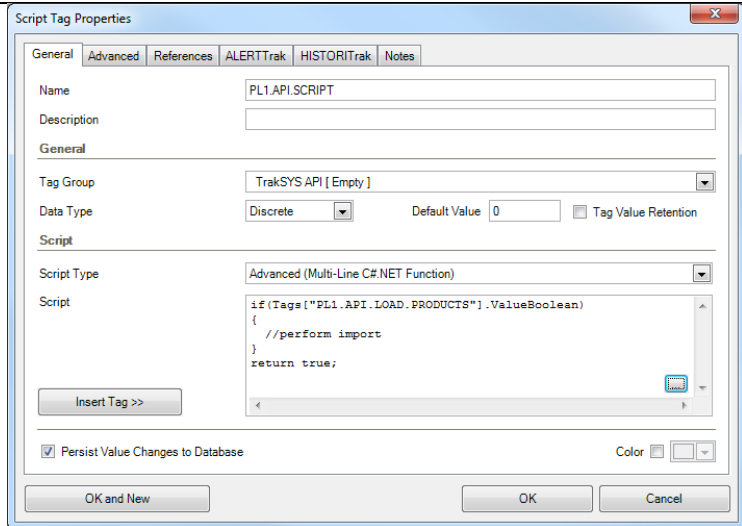 Script Tag Properties
General Advanced References ALERTTrak HISTORITrak Notes
Name PL1.API.SCRIPT
Description
General
Tag Group TrakSYS API [ Empty ]
Data Type Discrete Default Value 0 Tag Value Retention
Script
Script Type Advanced (Multi-Line C#.NET Function)
Script if(Tags["PL1.API.LOAD.PRODUCTS"].ValueBoolean)
{
//perform import
}
return true;
...
Insert Tag >>
Persist Value Changes to Database Color
OK and New OK Cancel